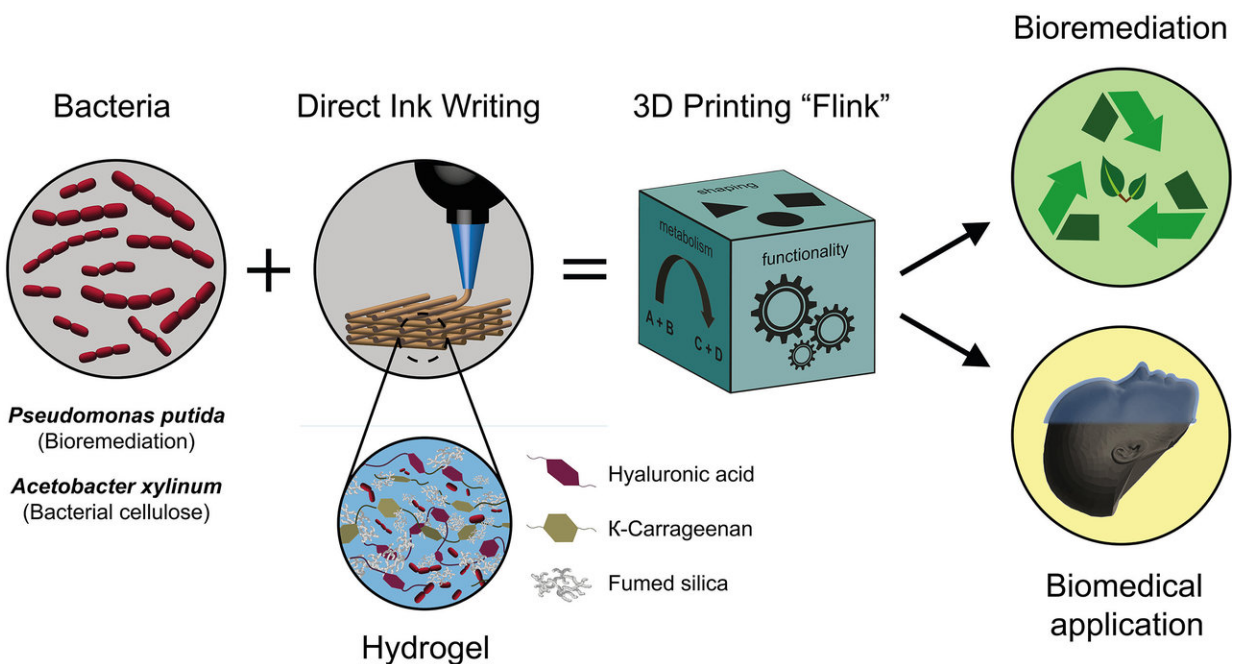 Bacteria
Pseudomonas putida
(Bioremediation)
Acetobacter xylinum
(Bacterial cellulose)
Direct Ink Writing
Hyaluronic acid
К-Carrageenan
Fumed silica
Hydrogel
3D Printing “Flink”
shaping
metabolism
A + B
C + D
functionality
Bioremediation
Biomedical
application